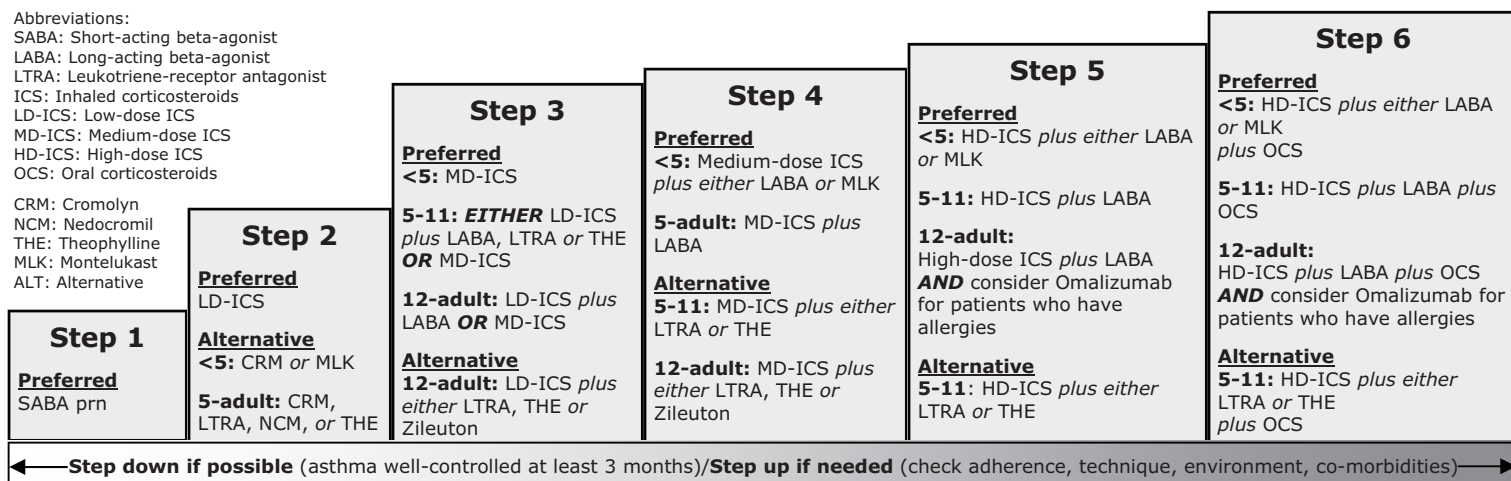 Abbreviations:
SABA: Short-acting beta-agonist
LABA: Long-acting beta-agonist
LTRA: Leukotriene-receptor antagonist
ICS: Inhaled corticosteroids
LD-ICS: Low-dose ICS
MD-ICS: Medium-dose ICS
HD-ICS: High-dose ICS
OCS: Oral corticosteroids
CRM: Cromolyn
NCM: Nedocromil
THE: Theophylline
MLK: Montelukast
ALT: Alternative
Step 1
Preferred
SABA prn
Step 2
Preferred
LD-ICS
Alternative
<5: CRM or MLK
5-adult: CRM,
LTRA, NCM, or THE
Step 3
Preferred
<5: MD-ICS
5-11: EITHER LD-ICS
plus LABA, LTRA or THE
OR MD-ICS
12-adult: LD-ICS plus
LABA OR MD-ICS
Alternative
12-adult: LD-ICS plus
either LTRA, THE or
Zileuton
Step 4
Preferred
<5: Medium-dose ICS
plus either LABA or MLK
5-adult: MD-ICS plus
LABA
Alternative
5-11: MD-ICS plus either
LTRA or THE
12-adult: MD-ICS plus
either LTRA, THE or
Zileuton
Step 5
Preferred
<5: HD-ICS plus either LABA
or MLK
5-11: HD-ICS plus LABA
12-adult:
High-dose ICS plus LABA
AND consider Omalizumab
for patients who have
allergies
Alternative
5-11: HD-ICS plus either
LTRA or THE
Step 6
Preferred
<5: HD-ICS plus either LABA
or MLK
plus OCS
5-11: HD-ICS plus LABA plus
OCS
12-adult:
HD-ICS plus LABA plus OCS
AND consider Omalizumab for
patients who have allergies
Alternative
5-11: HD-ICS plus either
LTRA or THE
plus OCS
Step down if possible (asthma well-controlled at least 3 months)/Step up if needed (check adherence, technique, environment, co-morbidities)